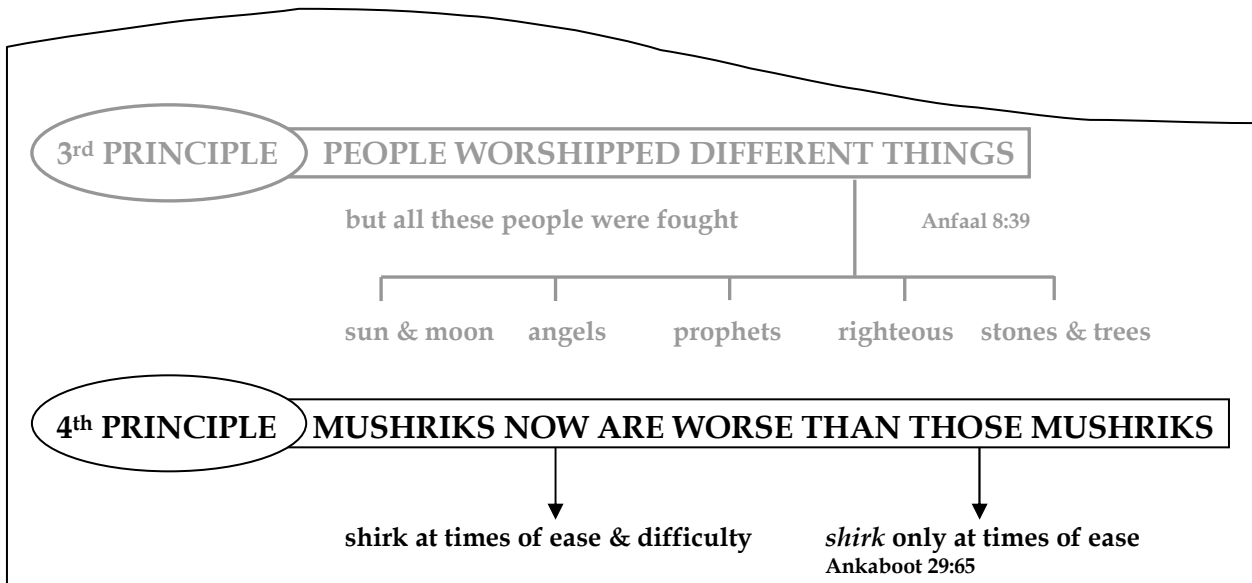 3rd PRINCIPLE PEOPLE WORSHIPPED DIFFERENT THINGS
but all these people were fought Anfaal 8:39
sun & moon angels prophets righteous stones & trees
4th PRINCIPLE MUSHRIKS NOW ARE WORSE THAN THOSE MUSHRIKS
shirk at times of ease & difficulty shirk only at times of ease
Ankaboot 29:65